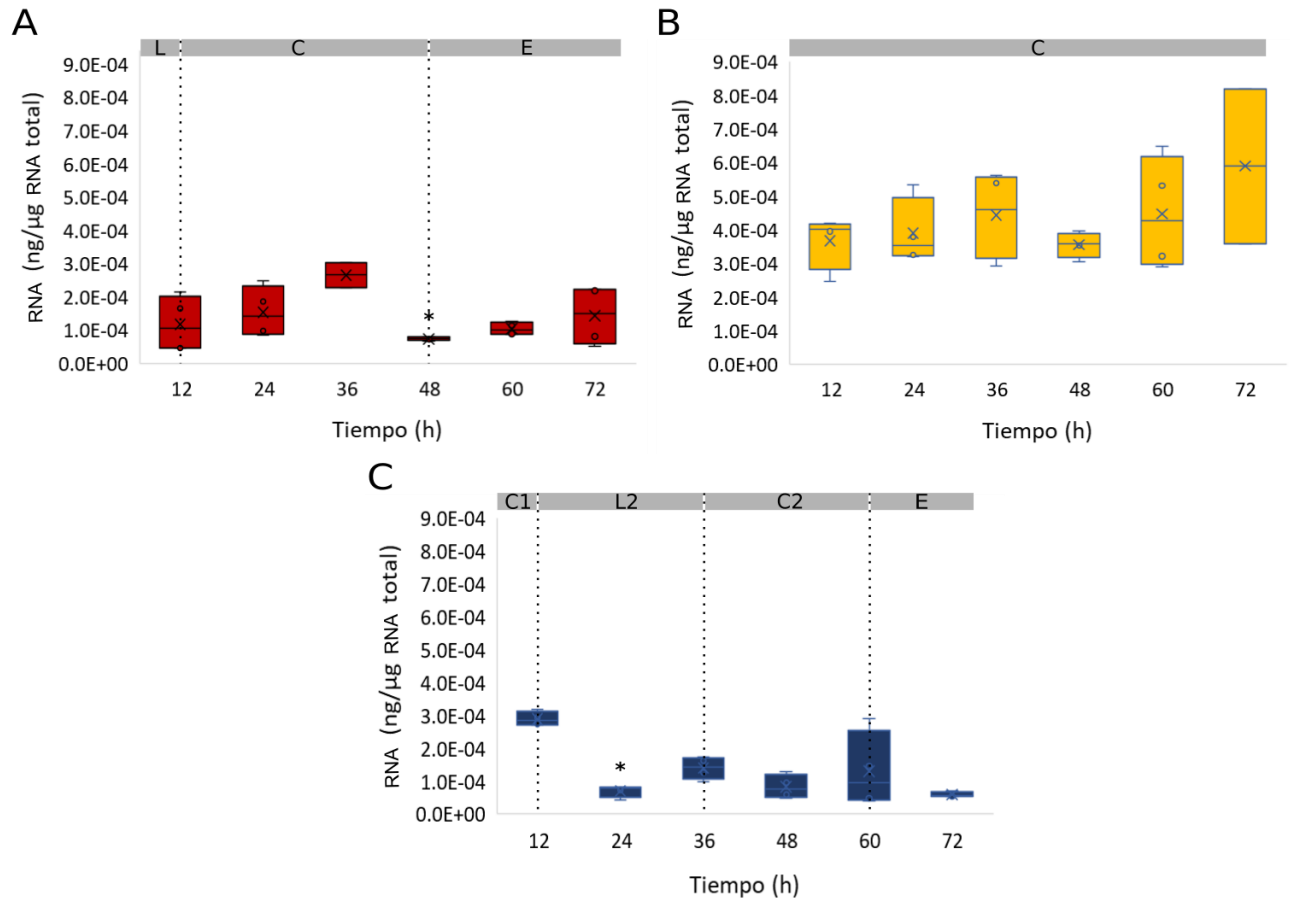 A
L C E
9.0E-04
8.0E-04
7.0E-04
6.0E-04
5.0E-04
4.0E-04
3.0E-04
2.0E-04
1.0E-04
0.0E+00
RNA (ng/µg RNA total)
*
12 24 36 48 60 72
Tiempo (h)
B
C
9.0E-04
8.0E-04
7.0E-04
6.0E-04
5.0E-04
4.0E-04
3.0E-04
2.0E-04
1.0E-04
0.0E+00
RNA (ng/µg RNA total)
12 24 36 48 60 72
Tiempo (h)
C
C1 L2 C2 E
9.0E-04
8.0E-04
7.0E-04
6.0E-04
5.0E-04
4.0E-04
3.0E-04
2.0E-04
1.0E-04
0.0E+00
RNA (ng/µg RNA total)
*
12 24 36 48 60 72
Tiempo (h)